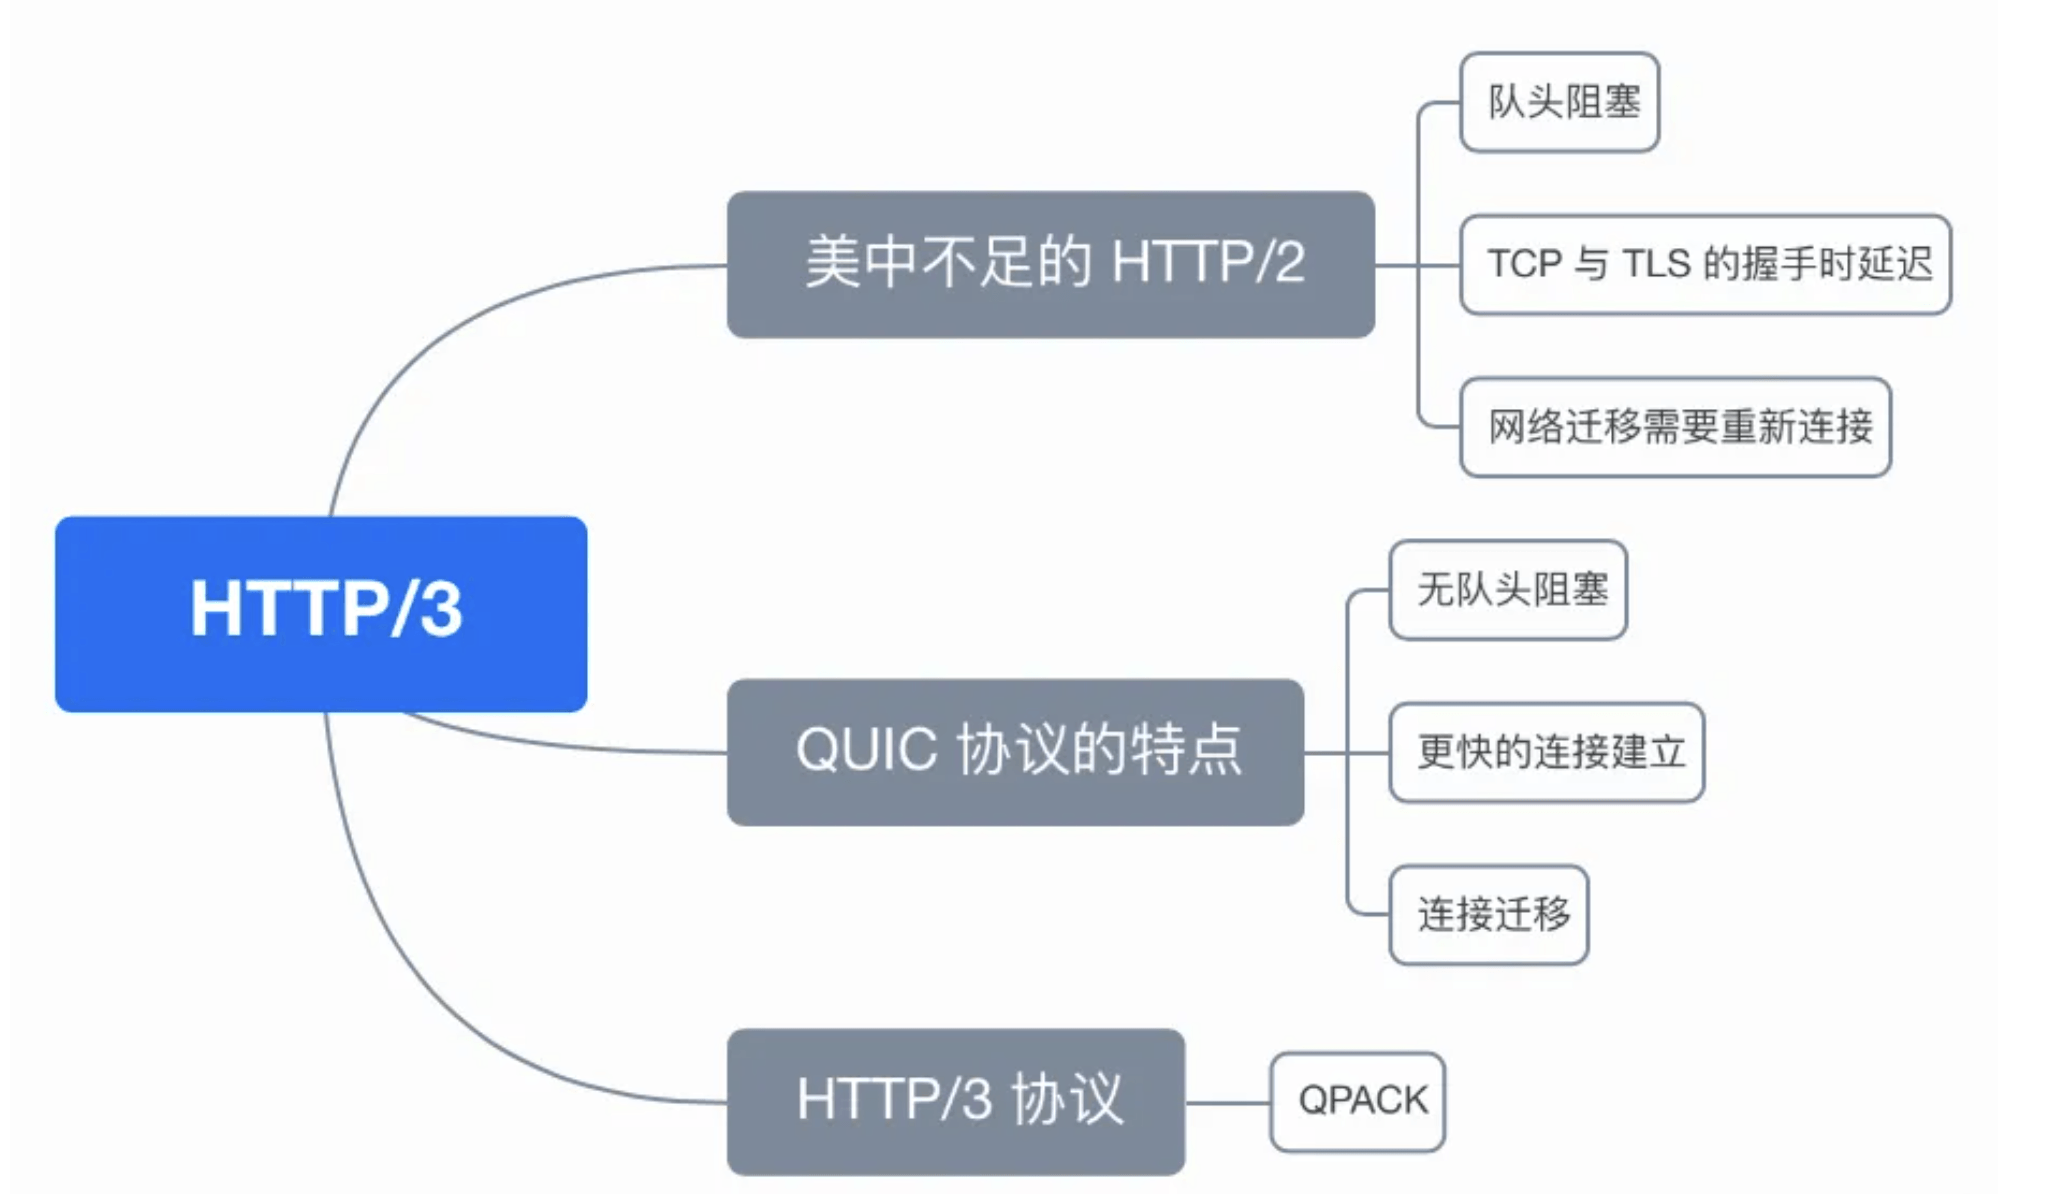 HTTP/3
美中不足的 HTTP/2
队头阻塞
TCP 与 TLS 的握手时延迟
网络迁移需要重新连接
QUIC 协议的特点
无队头阻塞
更快的连接建立
连接迁移
HTTP/3 协议
QPACK